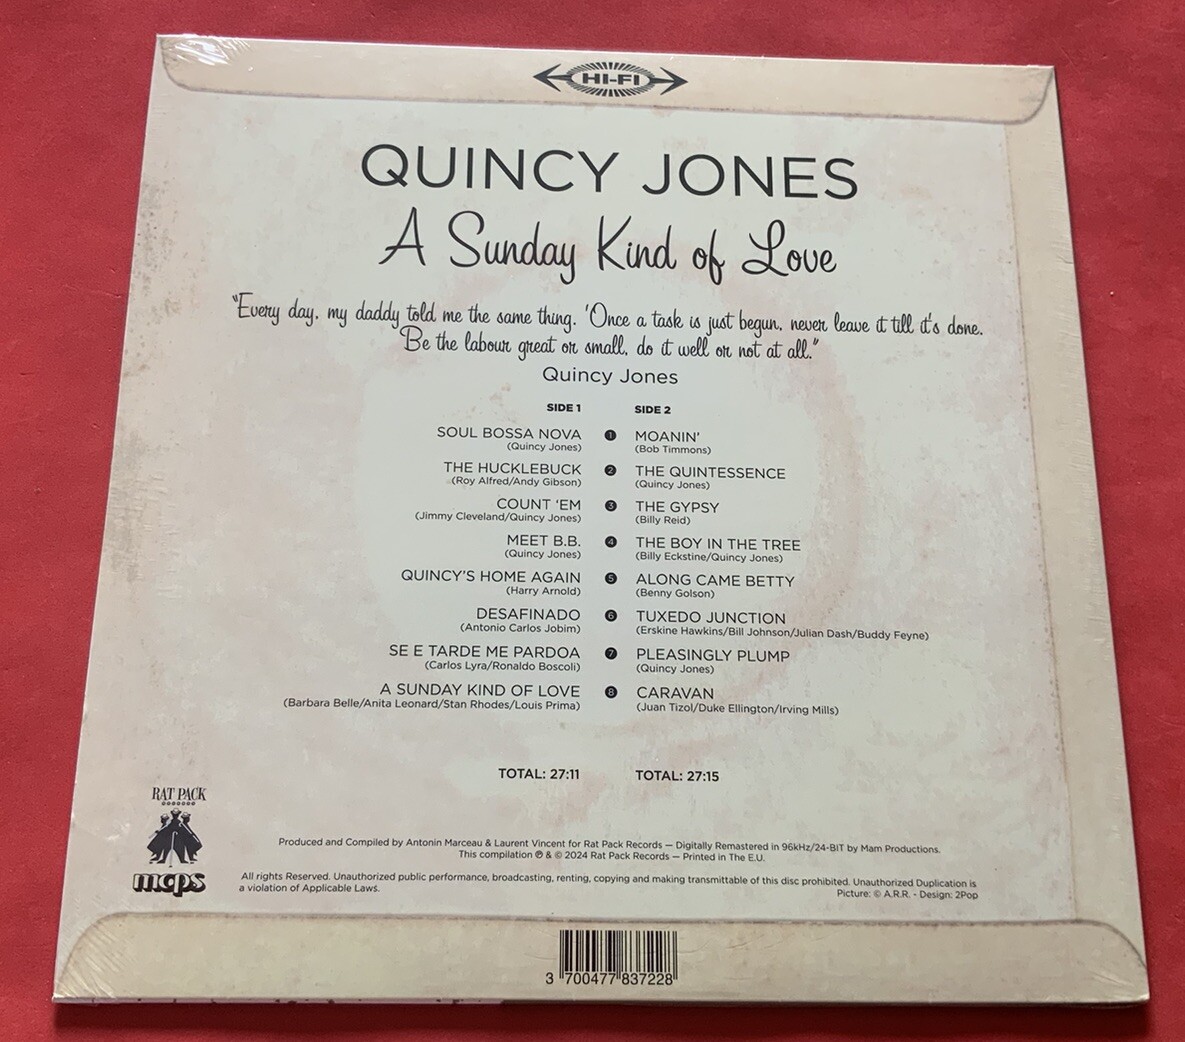 HI-FI
QUINCY JONES
A Sunday Kind of Love
"Every day, my daddy told me the same thing. 'Once a task is just begun, never leave it till it's done.
Be the labour great or small, do it well or not at all."
Quincy Jones
SIDE 1
SOUL BOSSA NOVA
(Quincy Jones)
THE HUCKLEBUCK
(Roy Alfred/Andy Gibson)
COUNT 'EM
(Jimmy Cleveland/Quincy Jones)
MEET B.B.
(Quincy Jones)
QUINCY'S HOME AGAIN
(Harry Arnold)
DESAFINADO
(Antonio Carlos Jobim)
SE E TARDE ME PARDOA
(Carlos Lyra/Ronaldo Boscoli)
A SUNDAY KIND OF LOVE
(Barbara Belle/Anita Leonard/Stan Rhodes/Louis Prima)
TOTAL: 27:11
1
2
3
4
5
6
7
8
SIDE 2
MOANIN'
(Bob Timmons)
THE QUINTESSENCE
(Quincy Jones)
THE GYPSY
(Billy Reid)
THE BOY IN THE TREE
(Billy Eckstine/Quincy Jones)
ALONG CAME BETTY
(Benny Golson)
TUXEDO JUNCTION
(Erskine Hawkins/Bill Johnson/Julian Dash/Buddy Feyne)
PLEASINGLY PLUMP
(Quincy Jones)
CARAVAN
(Juan Tizol/Duke Ellington/Irving Mills)
TOTAL: 27:15
RAT PACK
mcps
Produced and Compiled by Antonin Marceau & Laurent Vincent for Rat Pack Records — Digitally Remastered in 96kHz/24-BIT by Mam Productions.
This compilation ℗ & © 2024 Rat Pack Records — Printed in The E.U.
All rights Reserved. Unauthorized public performance, broadcasting, renting, copying and making transmittable of this disc prohibited. Unauthorized Duplication is
a violation of Applicable Laws.
Picture: © A.R.R. - Design: 2Pop
3 700477 837228